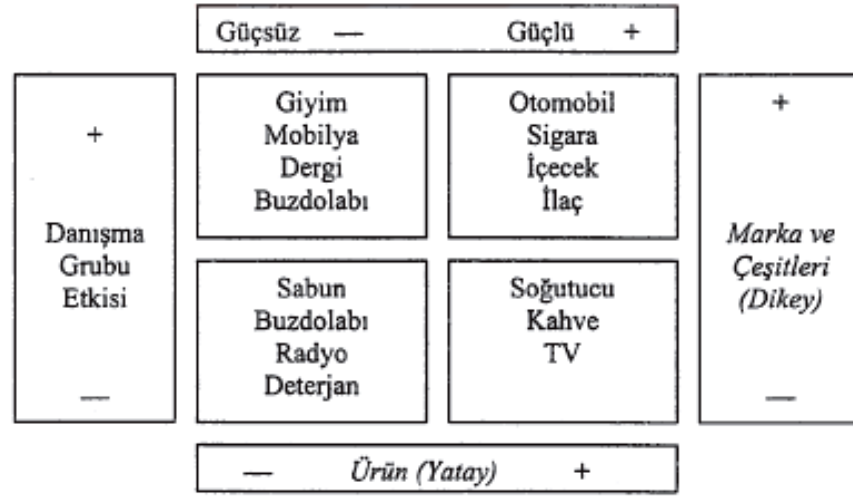 Güçsüz — Güçlü +
+
Danışma
Grubu
Etkisi
—
Giyim
Mobilya
Dergi
Buzdolabı
Otomobil
Sigara
İçecek
İlaç
Sabun
Buzdolabı
Radyo
Deterjan
Soğutucu
Kahve
TV
+
Marka ve
Çeşitleri
(Dikey)
—
— Ürün (Yatay) +